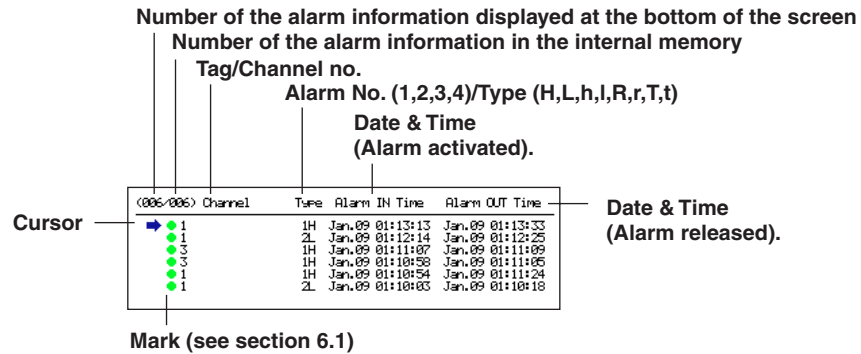 Number of the alarm information displayed at the bottom of the screen
Number of the alarm information in the internal memory
Tag/Channel no.
Alarm No. (1,2,3,4)/Type (H,L,h,l,R,r,T,t)
Date & Time
(Alarm activated).
(006/006) Channel Type Alarm IN Time Alarm OUT Time
Cursor
Date & Time
(Alarm released).
1 1H Jan.09 01:13:13 Jan.09 01:13:33
1 2L Jan.09 01:12:14 Jan.09 01:12:25
3 1H Jan.09 01:11:07 Jan.09 01:11:09
3 1H Jan.09 01:10:58 Jan.09 01:11:05
1 1H Jan.09 01:10:54 Jan.09 01:11:24
1 2L Jan.09 01:10:03 Jan.09 01:10:18
Mark (see section 6.1)